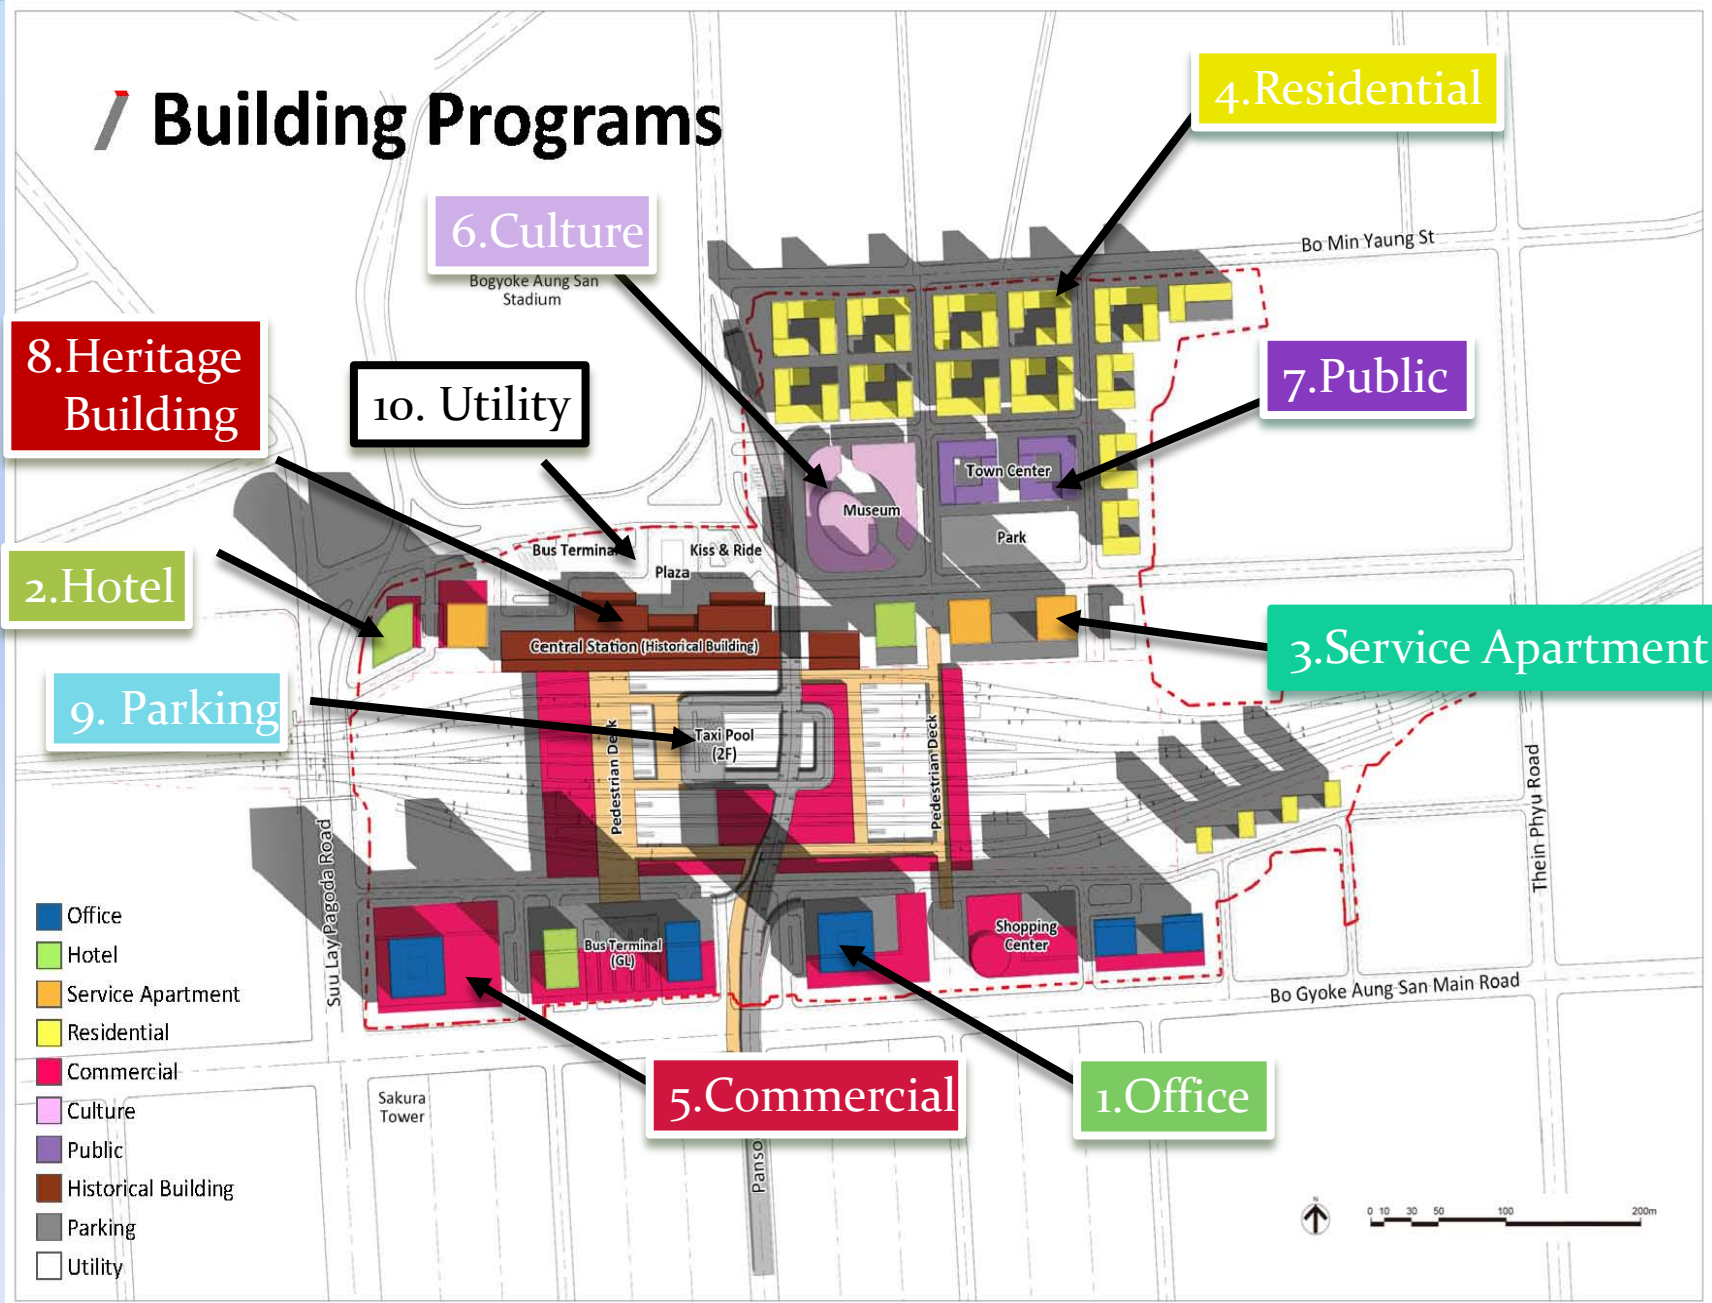 / Building Programs
4.Residential
6.Culture
Bo Min Yaung St
Bogyoke Aung San
Stadium
8.Heritage
Building
10. Utility
7.Public
Town Center
Museum
Park
Bus Terminal
Kiss & Ride
Plaza
2.Hotel
Central Station (Historical Building)
3.Service Apartment
9. Parking
Pedestrian Deck
Taxi Pool
(2F)
Pedestrian Deck
Thein Phyu Road
Suu Lay Pagoda Road
Office
Hotel
Service Apartment
Residential
Commercial
Culture
Public
Historical Building
Parking
Utility
Bus Terminal
(GL)
Shopping
Center
Bo Gyoke Aung San Main Road
5.Commercial
1.Office
Sakura
Tower
Panso
N
0 10 30 50 100 200m